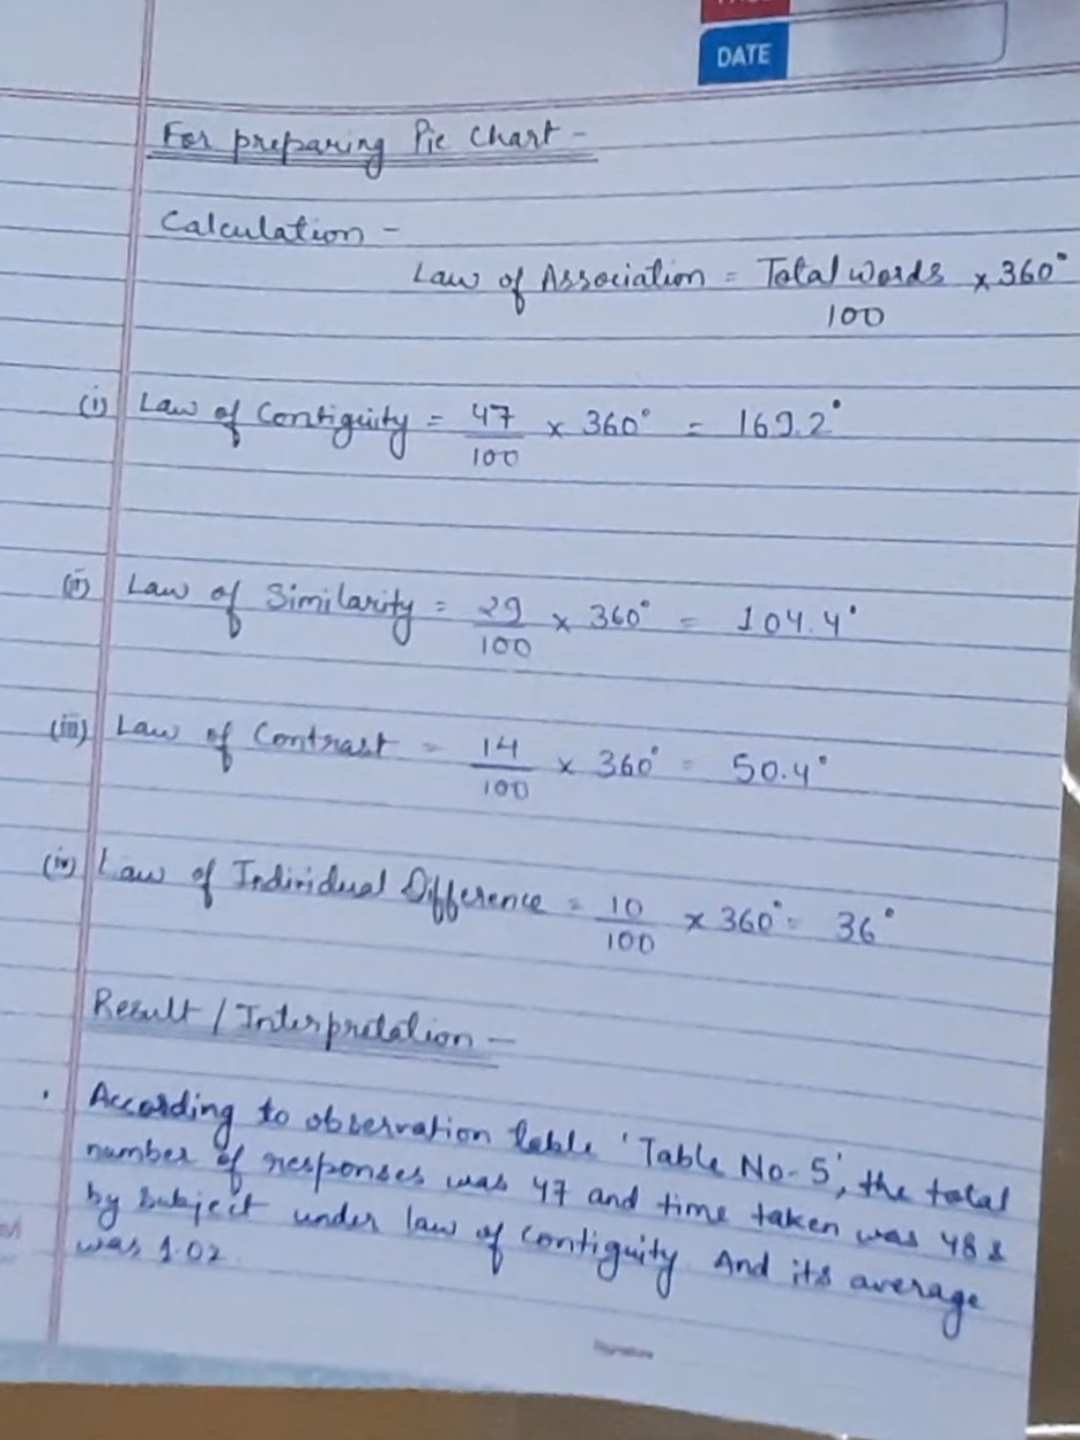 DATE
For preparing Pie Chart -
Calculation -
Law of Association = Total words × 360°
100
(i) Law of Contiguity = 47/100 × 360° = 169.2°
(ii) Law of Similarity = 29/100 × 360° = 104.4°
(iii) Law of Contrast = 14/100 × 360° = 50.4°
(iv) Law of Individual Difference = 10/100 × 360° = 36°
Result / Interpretation -
• According to observation table 'Table No-5', the total
number of responses was 47 and time taken was 48 s
by subject under law of contiguity. And its average
was 1.02.
Signature